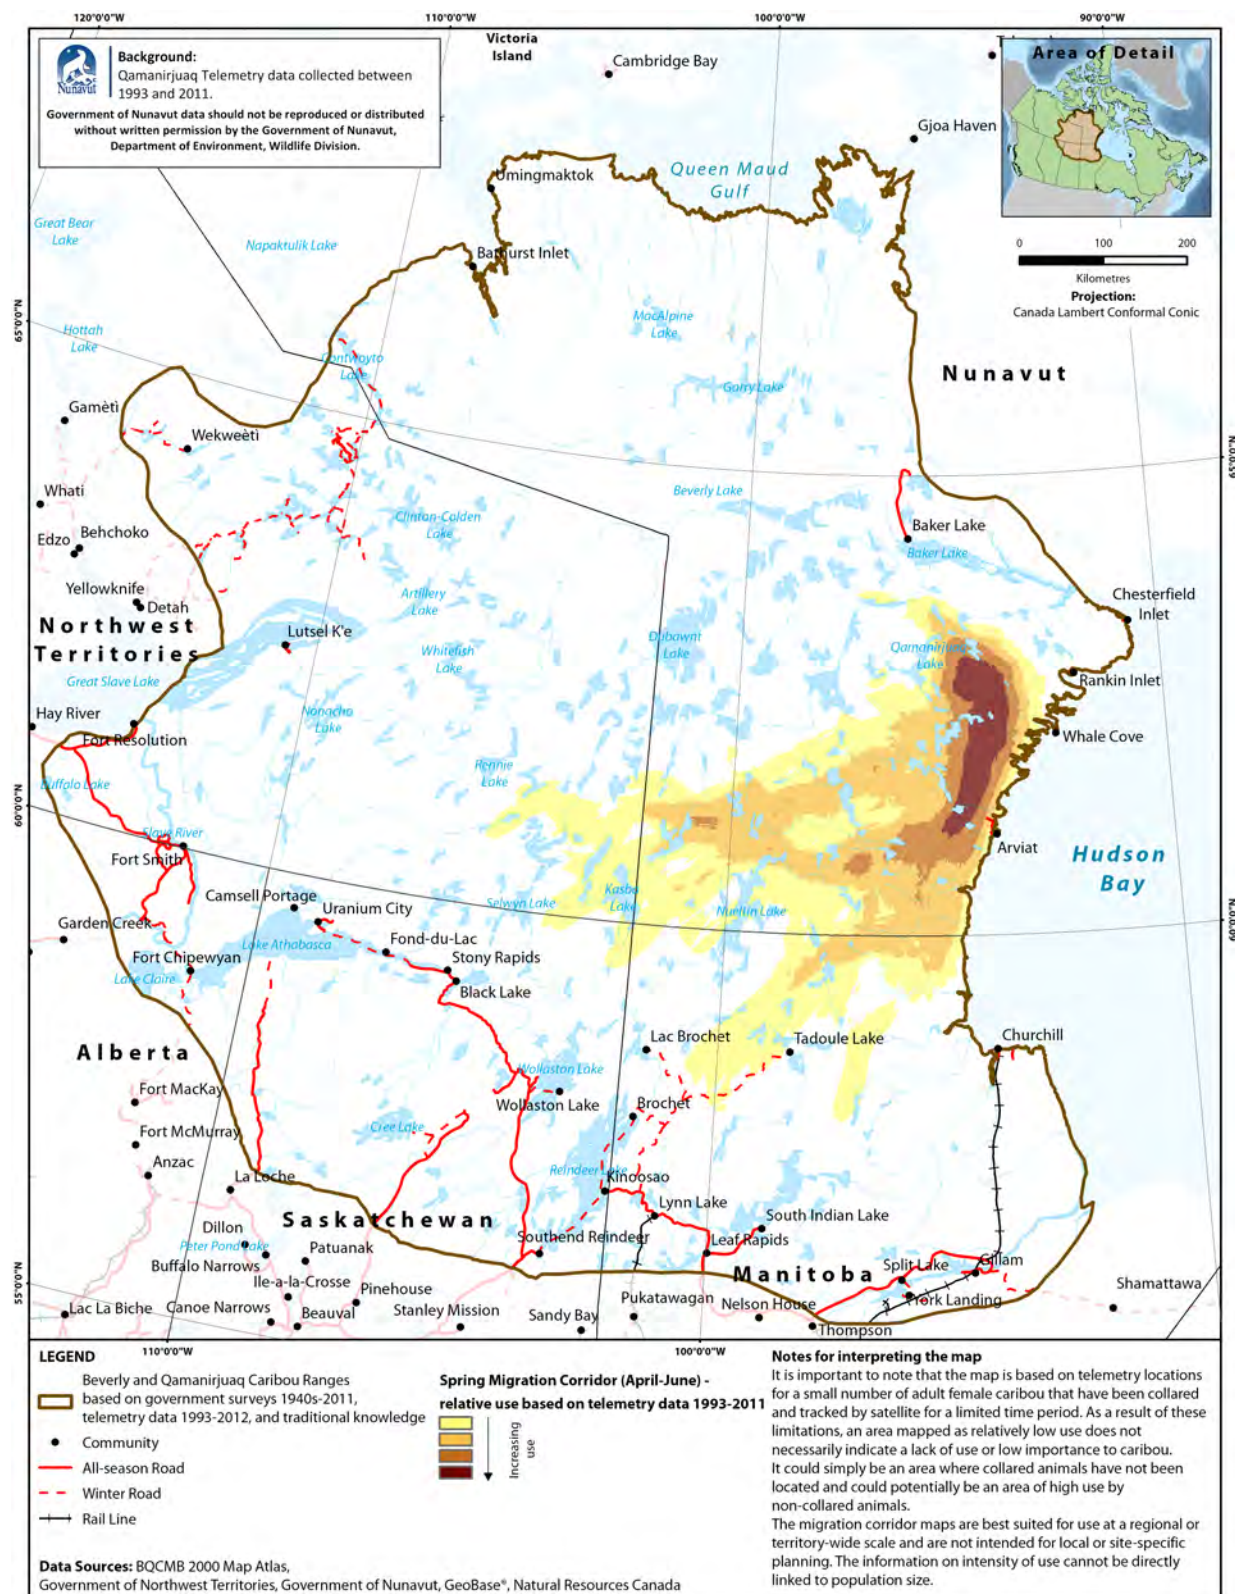 120°0'0"W
110°0'0"W
100°0'0"W
90°0'0"W
Nunavut
Background:
Qamanirjuaq Telemetry data collected between
1993 and 2011.
Government of Nunavut data should not be reproduced or distributed
without written permission by the Government of Nunavut,
Department of Environment, Wildlife Division.
Victoria
Island
Cambridge Bay
Area of Detail
Gjoa Haven
Queen Maud
Gulf
Umingmaktok
Great Bear
Lake
Napaktulik Lake
Bathurst Inlet
0 100 200
Kilometres
Projection:
Canada Lambert Conformal Conic
65°0'0"N
Hottah
Lake
MacAlpine
Lake
Contwoyto
Lake
Garry Lake
Nunavut
Gamètì
Wekweètì
65°0'0"N
Whatì
Beverly Lake
Clinton-Colden
Lake
Baker Lake
Edzo
Behchoko
Baker Lake
Yellowknife
Detah
Artillery
Lake
Chesterfield
Inlet
Northwest
Territories
Lutsel K'e
Dubawnt
Lake
Qamanirjuaq
Lake
Whitefish
Lake
Great Slave Lake
Rankin Inlet
Nonacho
Lake
Hay River
Fort Resolution
Whale Cove
Buffalo Lake
Rennie
Lake
60°0'0"N
Slave River
Arviat
Fort Smith
Hudson
Bay
Camsell Portage
Uranium City
Selwyn Lake
Kasba
Lake
Nueltin Lake
60°0'0"N
Garden Creek
Lake Athabasca
Fond-du-Lac
Fort Chipewyan
Stony Rapids
Lake Claire
Black Lake
Alberta
Lac Brochet
Tadoule Lake
Churchill
Wollaston Lake
Fort MacKay
Wollaston Lake
Brochet
Cree Lake
Fort McMurray
Anzac
Reindeer Lake
La Loche
Kinoosao
Lynn Lake
South Indian Lake
Saskatchewan
Dillon
Southend Reindeer
Leaf Rapids
Peter Pond Lake
Patuanak
Buffalo Narrows
Manitoba
Split Lake
Gillam
55°0'0"N
Ile-a-la-Crosse
Pinehouse
York Landing
Shamattawa
Lac La Biche
Canoe Narrows
Beauval
Stanley Mission
Sandy Bay
Pukatawagan
Nelson House
Thompson
110°0'0"W
100°0'0"W
LEGEND
Beverly and Qamanirjuaq Caribou Ranges
based on government surveys 1940s-2011,
telemetry data 1993-2012, and traditional knowledge
Community
All-season Road
Winter Road
Rail Line
Data Sources: BQCMB 2000 Map Atlas,
Government of Northwest Territories, Government of Nunavut, GeoBase®, Natural Resources Canada
Spring Migration Corridor (April-June) -
relative use based on telemetry data 1993-2011
Increasing
use
Notes for interpreting the map
It is important to note that the map is based on telemetry locations
for a small number of adult female caribou that have been collared
and tracked by satellite for a limited time period. As a result of these
limitations, an area mapped as relatively low use does not
necessarily indicate a lack of use or low importance to caribou.
It could simply be an area where collared animals have not been
located and could potentially be an area of high use by
non-collared animals.
The migration corridor maps are best suited for use at a regional or
territory-wide scale and are not intended for local or site-specific
planning. The information on intensity of use cannot be directly
linked to population size.